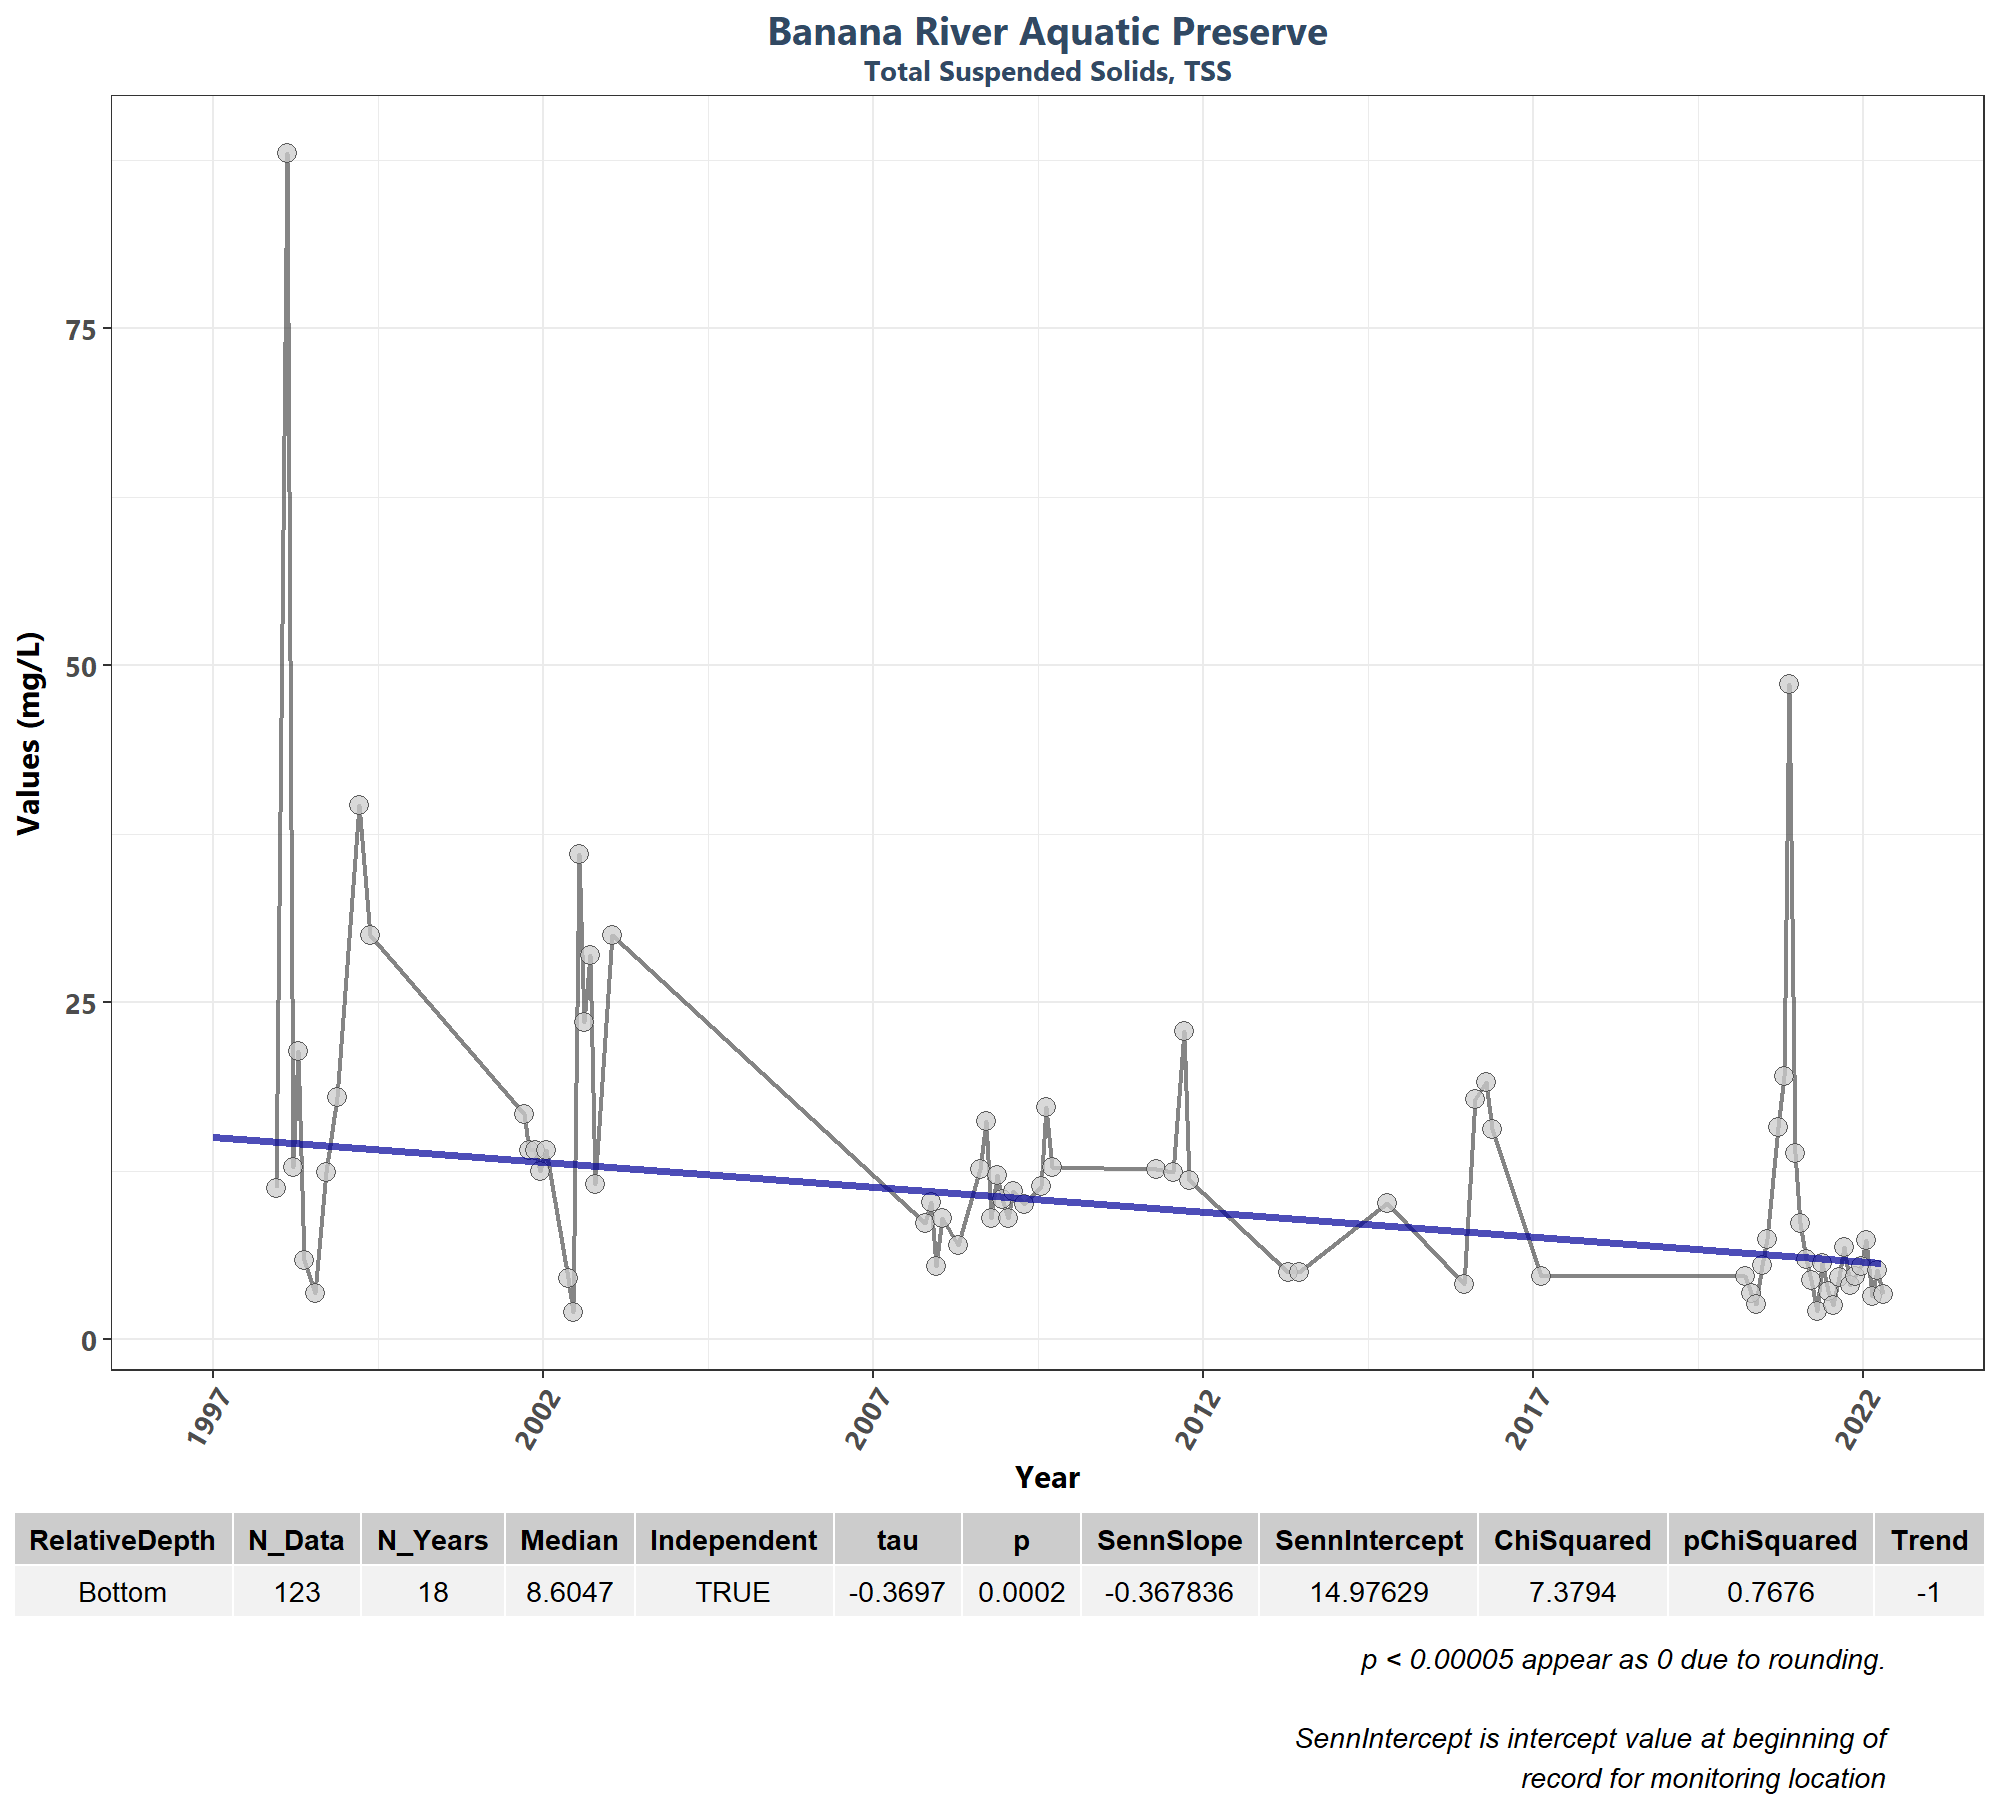 Banana River Aquatic Preserve
Total Suspended Solids, TSS
Values (mg/L)
75
50
25
0
1997 2002 2007 2012 2017 2022
Year
RelativeDepth N_Data N_Years Median Independent tau p SennSlope SennIntercept ChiSquared pChiSquared Trend
Bottom 123 18 8.6047 TRUE -0.3697 0.0002 -0.367836 14.97629 7.3794 0.7676 -1
p < 0.00005 appear as 0 due to rounding.
SennIntercept is intercept value at beginning of
record for monitoring location